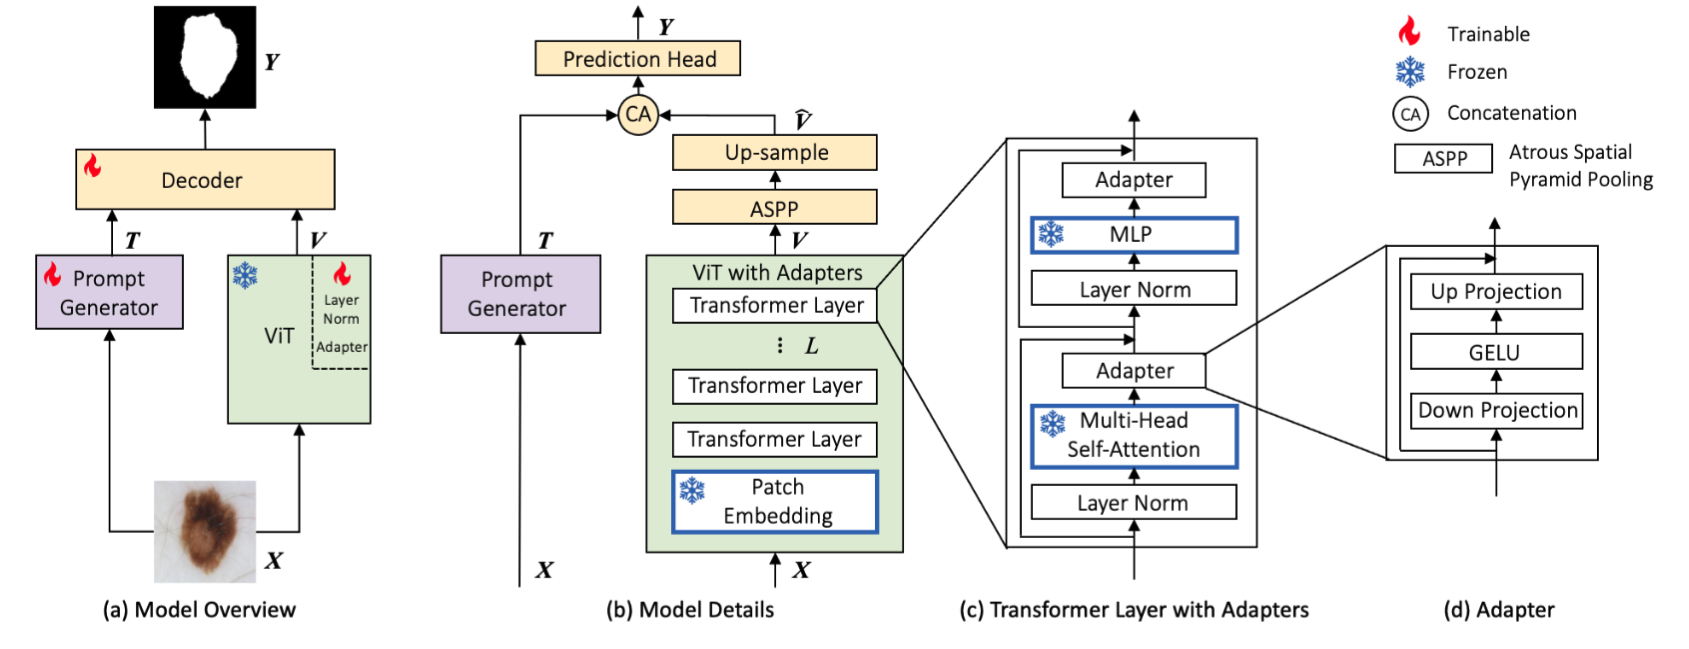 Y
Decoder
T
V
Prompt
Generator
ViT
Layer
Norm
Adapter
X
(a) Model Overview
Y
Prediction Head
CA
V̂
Up-sample
ASPP
T
V
Prompt
Generator
ViT with Adapters
Transformer Layer
⋮ L
Transformer Layer
Transformer Layer
Patch
Embedding
X
X
(b) Model Details
Adapter
MLP
Layer Norm
Adapter
Multi-Head
Self-Attention
Layer Norm
(c) Transformer Layer with Adapters
Trainable
Frozen
CA Concatenation
ASPP Atrous Spatial
Pyramid Pooling
Up Projection
GELU
Down Projection
(d) Adapter